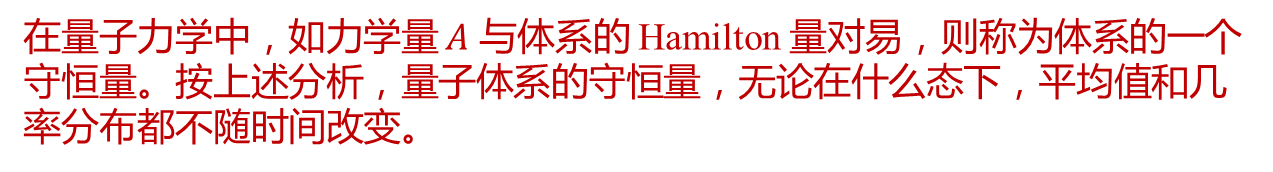 在量子力学中，如力学量 A 与体系的 Hamilton 量对易，则称为体系的一个
守恒量。按上述分析，量子体系的守恒量，无论在什么态下，平均值和几
率分布都不随时间改变。